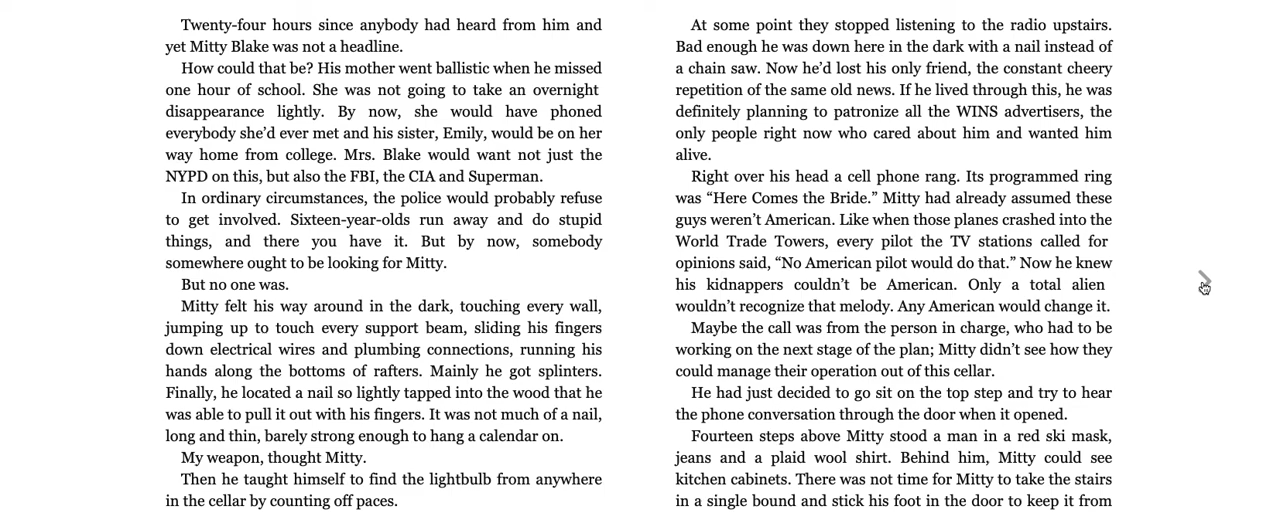 Twenty-four hours since anybody had heard from him and
yet Mitty Blake was not a headline.
How could that be? His mother went ballistic when he missed
one hour of school. She was not going to take an overnight
disappearance lightly. By now, she would have phoned
everybody she’d ever met and his sister, Emily, would be on her
way home from college. Mrs. Blake would want not just the
NYPD on this, but also the FBI, the CIA and Superman.
In ordinary circumstances, the police would probably refuse
to get involved. Sixteen-year-olds run away and do stupid
things, and there you have it. But by now, somebody
somewhere ought to be looking for Mitty.
But no one was.
Mitty felt his way around in the dark, touching every wall,
jumping up to touch every support beam, sliding his fingers
down electrical wires and plumbing connections, running his
hands along the bottoms of rafters. Mainly he got splinters.
Finally, he located a nail so lightly tapped into the wood that he
was able to pull it out with his fingers. It was not much of a nail,
long and thin, barely strong enough to hang a calendar on.
My weapon, thought Mitty.
Then he taught himself to find the lightbulb from anywhere
in the cellar by counting off paces.
At some point they stopped listening to the radio upstairs.
Bad enough he was down here in the dark with a nail instead of
a chain saw. Now he’d lost his only friend, the constant cheery
repetition of the same old news. If he lived through this, he was
definitely planning to patronize all the WINS advertisers, the
only people right now who cared about him and wanted him
alive.
Right over his head a cell phone rang. Its programmed ring
was “Here Comes the Bride.” Mitty had already assumed these
guys weren’t American. Like when those planes crashed into the
World Trade Towers, every pilot the TV stations called for
opinions said, “No American pilot would do that.” Now he knew
his kidnappers couldn’t be American. Only a total alien
wouldn’t recognize that melody. Any American would change it.
Maybe the call was from the person in charge, who had to be
working on the next stage of the plan; Mitty didn’t see how they
could manage their operation out of this cellar.
He had just decided to go sit on the top step and try to hear
the phone conversation through the door when it opened.
Fourteen steps above Mitty stood a man in a red ski mask,
jeans and a plaid wool shirt. Behind him, Mitty could see
kitchen cabinets. There was not time for Mitty to take the stairs
in a single bound and stick his foot in the door to keep it from